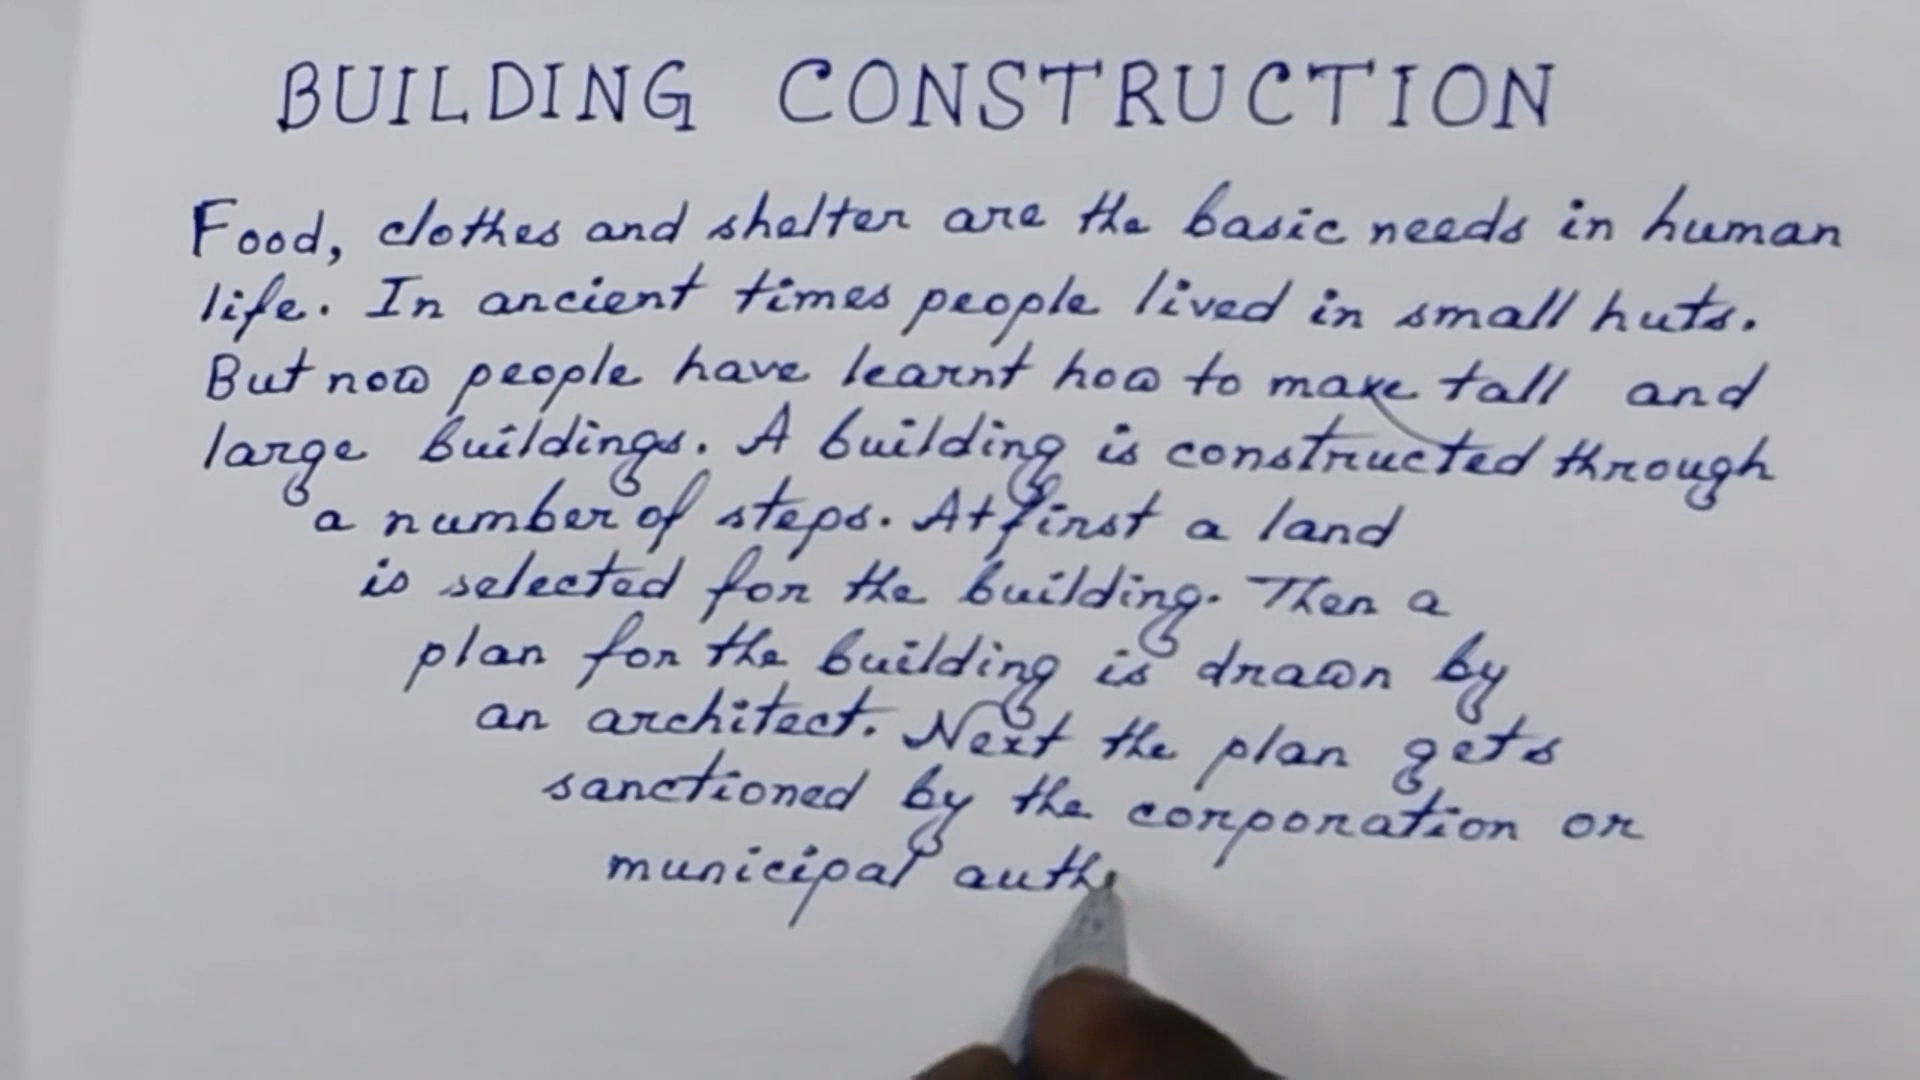 BUILDING CONSTRUCTION
Food, clothes and shelter are the basic needs in human
life. In ancient times people lived in small huts.
But now people have learnt how to make tall and
large buildings. A building is constructed through
a number of steps. At first a land
is selected for the building. Then a
plan for the building is drawn by
an architect. Next the plan gets
sanctioned by the corporation or
municipal auth